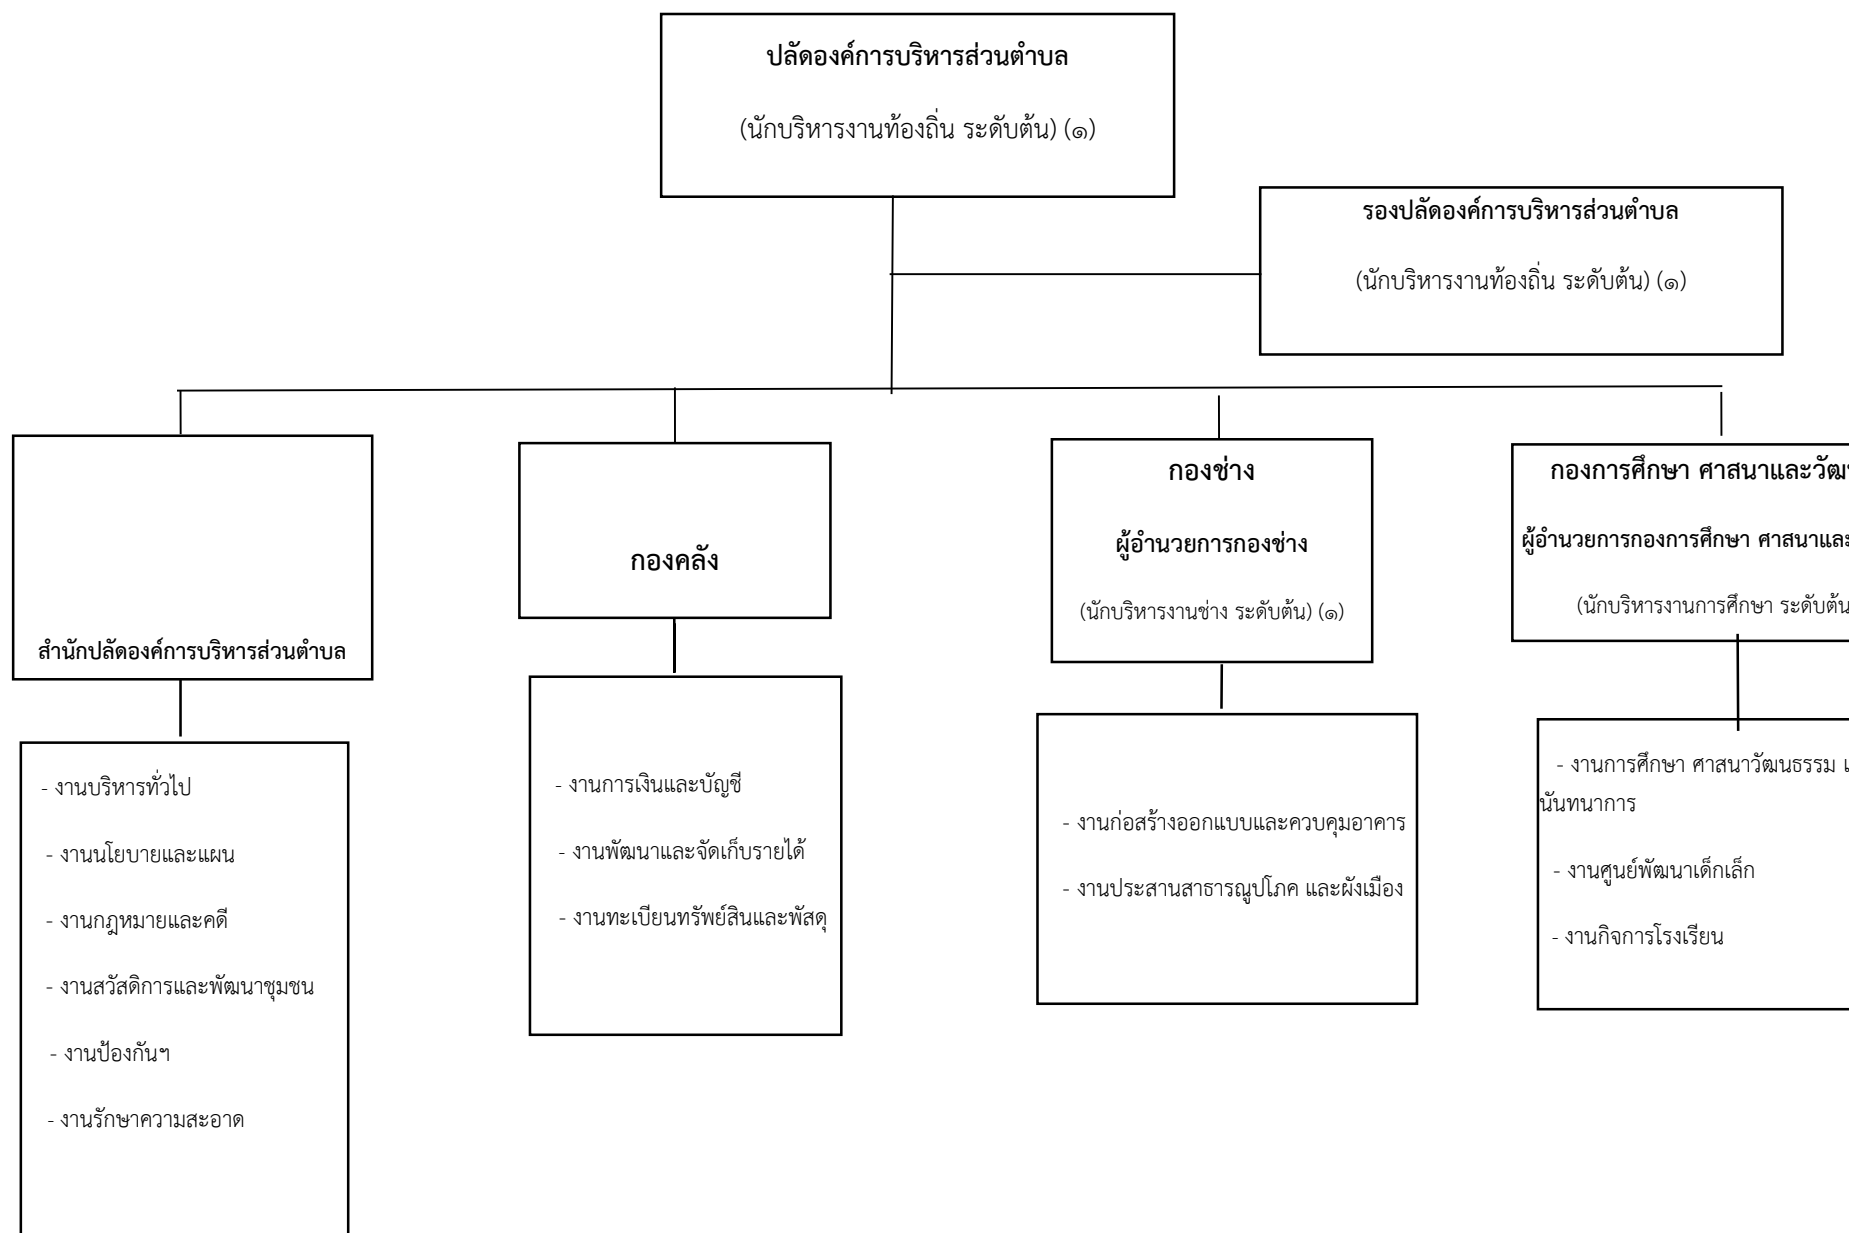 ปลัดองค์การบริหารส่วนตำบล
(นักบริหารงานท้องถิ่น ระดับต้น) (๑)
รองปลัดองค์การบริหารส่วนตำบล
(นักบริหารงานท้องถิ่น ระดับต้น) (๑)
สำนักปลัดองค์การบริหารส่วนตำบล
- งานบริหารทั่วไป
- งานนโยบายและแผน
- งานกฎหมายและคดี
- งานสวัสดิการและพัฒนาชุมชน
- งานป้องกันฯ
- งานรักษาความสะอาด
กองคลัง
- งานการเงินและบัญชี
- งานพัฒนาและจัดเก็บรายได้
- งานทะเบียนทรัพย์สินและพัสดุ
กองช่าง
ผู้อำนวยการกองช่าง
(นักบริหารงานช่าง ระดับต้น) (๑)
- งานก่อสร้างออกแบบและควบคุมอาคาร
- งานประสานสาธารณูปโภค และผังเมือง
กองการศึกษา ศาสนาและ
ผู้อำนวยการกองการศึกษา ศาสนาและ
(นักบริหารงานการศึกษา ระดับต้น
- งานการศึกษา ศาสนาวัฒนธรรม
นันทนาการ
- งานศูนย์พัฒนาเด็กเล็ก
- งานกิจการโรงเรียน